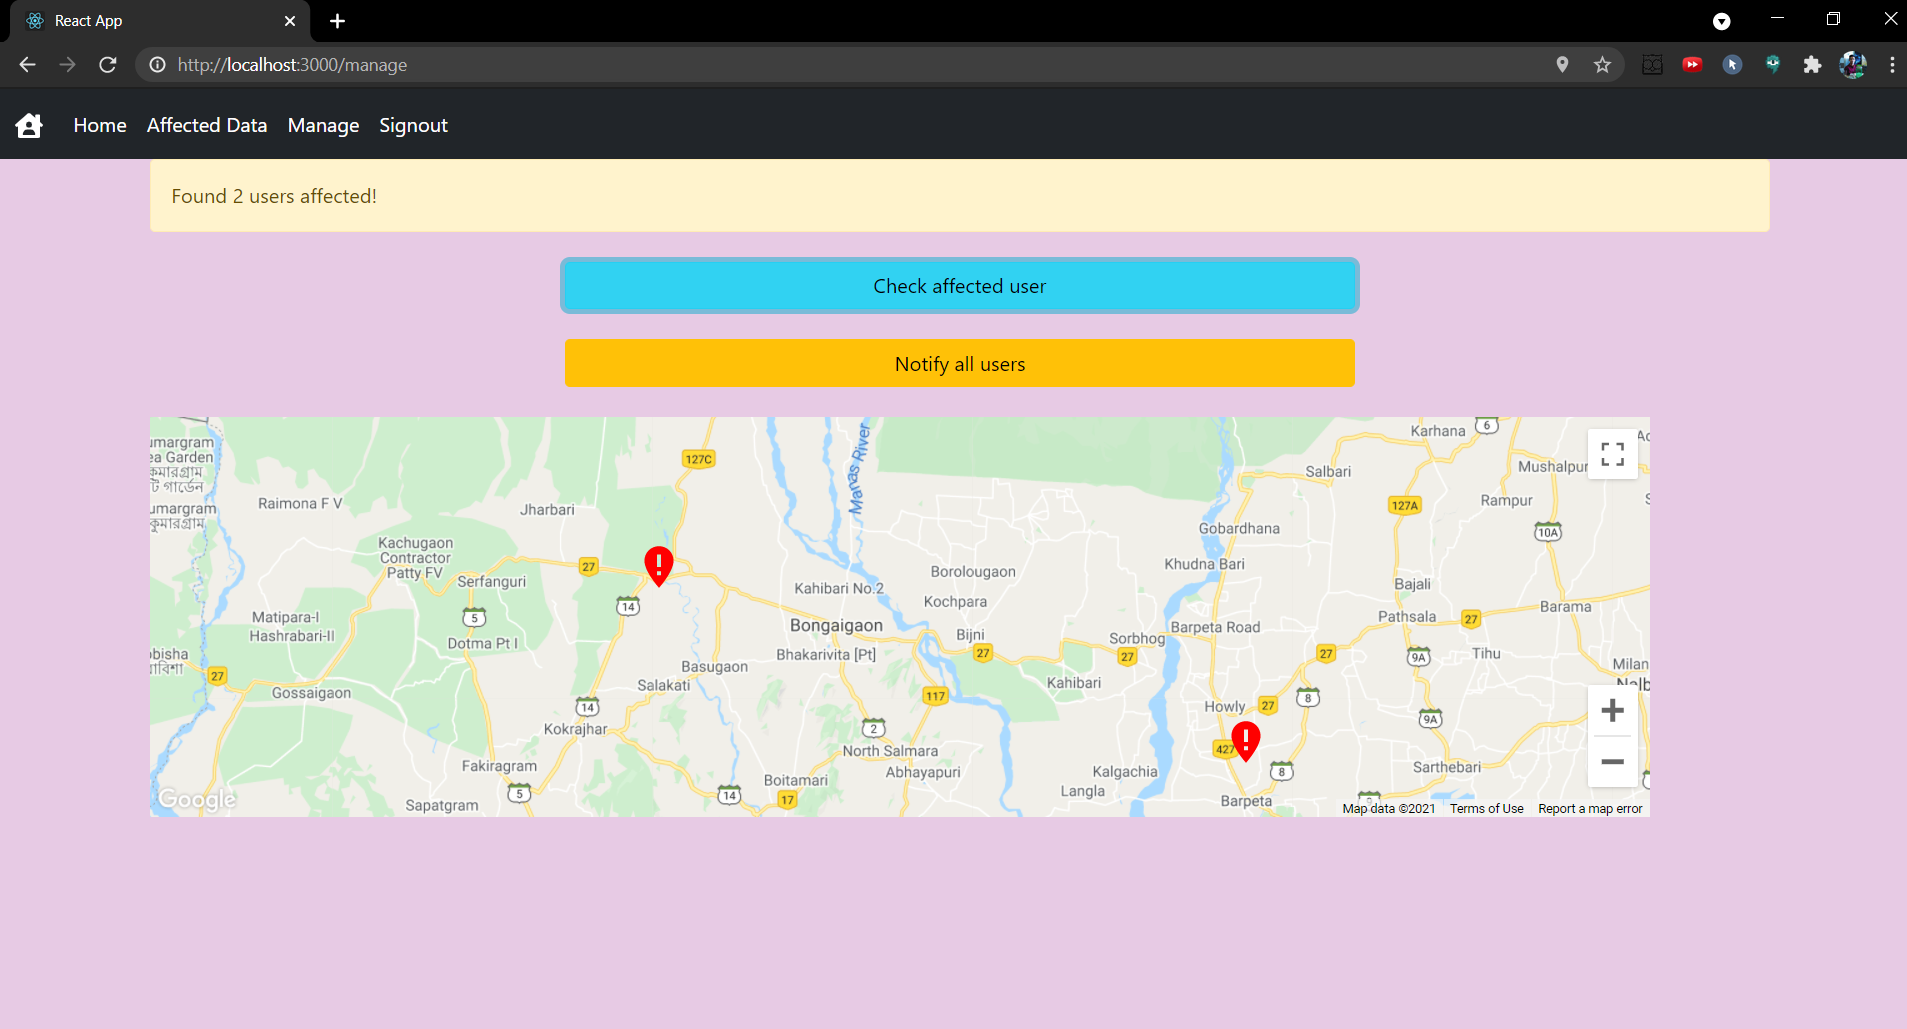 React App
http://localhost:3000/manage
Home Affected Data Manage Signout
Found 2 users affected!
Check affected user
Notify all users
Karhana 6
umargram
ea Garden
কুমারগ্রাম
টি গার্ডেন
127C
Manas River
Salbari
Mushalpur
Raimona F V
Jharbari
127A
Rampur
umargram
কুমারগ্রাম
Gobardhana
10A
Kachugaon
Contractor
Patty FV
27
Serfanguri
Kahibari No.2
Borolougaon
Khudna Bari
Bajali
14
Kochpara
Barama
Matipara-I
Hashrabari-II
5
Dotma Pt I
Bongaigaon
Bijni
Sorbhog
Barpeta Road
Pathsala
27
obisha
27
Bhakarivita [Pt]
27
27
27
9A
Tihu
Milan
Basugaon
Salakati
Gossaigaon
Kahibari
117
14
Howly
27
8
9A
Kokrajhar
2
North Salmara
427
Fakiragram
Boitamari
Abhayapuri
Kalgachia
8
Sarthebari
Langla
Sapatgram
5
14
17
Barpeta
Google
Map data ©2021 Terms of Use Report a map error